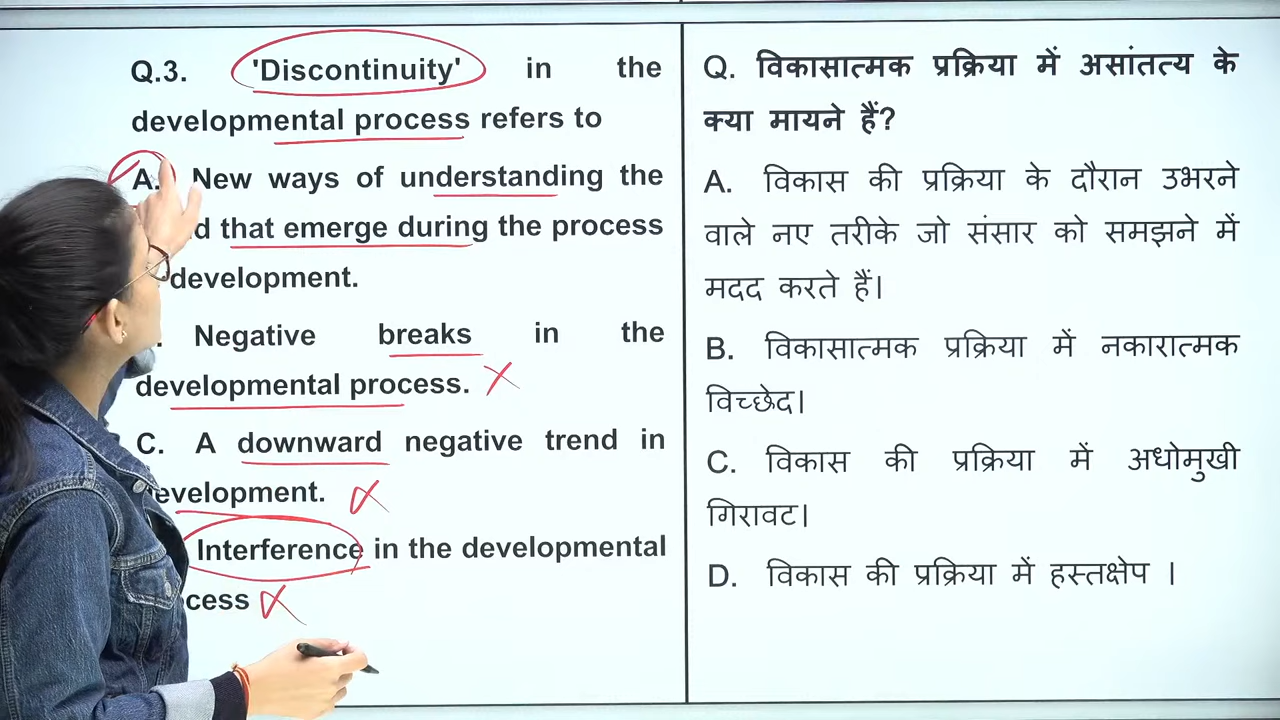 Q.3. 'Discontinuity' in the
developmental process refers to
A. New ways of understanding the
that emerge during the process
development.
Negative breaks in the
developmental process.
C. A downward negative trend in
development.
Interference in the developmental
Q. विकासात्मक प्रक्रिया में असांतत्य के
क्या मायने हैं?
A. विकास की प्रक्रिया के दौरान उभरने
वाले नए तरीके जो संसार को समझने में
मदद करते हैं।
B. विकासात्मक प्रक्रिया में नकारात्मक
विच्छेद।
C. विकास की प्रक्रिया में अधोमुखी
गिरावट।
D. विकास की प्रक्रिया में हस्तक्षेप ।